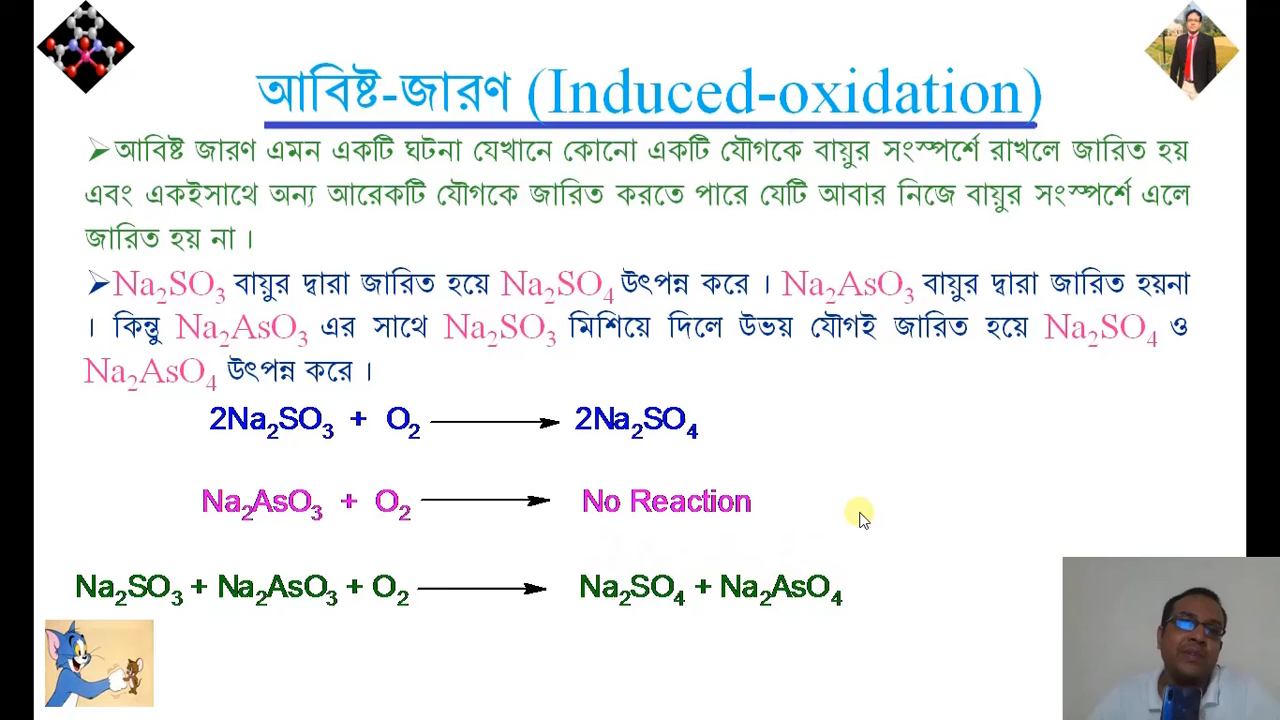 আবিষ্ট-জারণ (Induced-oxidation)
➢আবিষ্ট জারণ এমন একটি ঘটনা যেখানে কোনো একটি যৌগকে বায়ুর সংস্পর্শে রাখলে জারিত হয়
এবং একইসাথে অন্য আরেকটি যৌগকে জারিত করতে পারে যেটি আবার নিজে বায়ুর সংস্পর্শে এলে
জারিত হয় না ।
➢Na₂SO₃ বায়ুর দ্বারা জারিত হয়ে Na₂SO₄ উৎপন্ন করে । Na₂AsO₃ বায়ুর দ্বারা জারিত হয়না
। কিন্তু Na₂AsO₃ এর সাথে Na₂SO₃ মিশিয়ে দিলে উভয় যৌগই জারিত হয়ে Na₂SO₄ ও
Na₂AsO₄ উৎপন্ন করে ।
2Na₂SO₃ + O₂ ⟶ 2Na₂SO₄
Na₂AsO₃ + O₂ ⟶ No Reaction
Na₂SO₃ + Na₂AsO₃ + O₂ ⟶ Na₂SO₄ + Na₂AsO₄